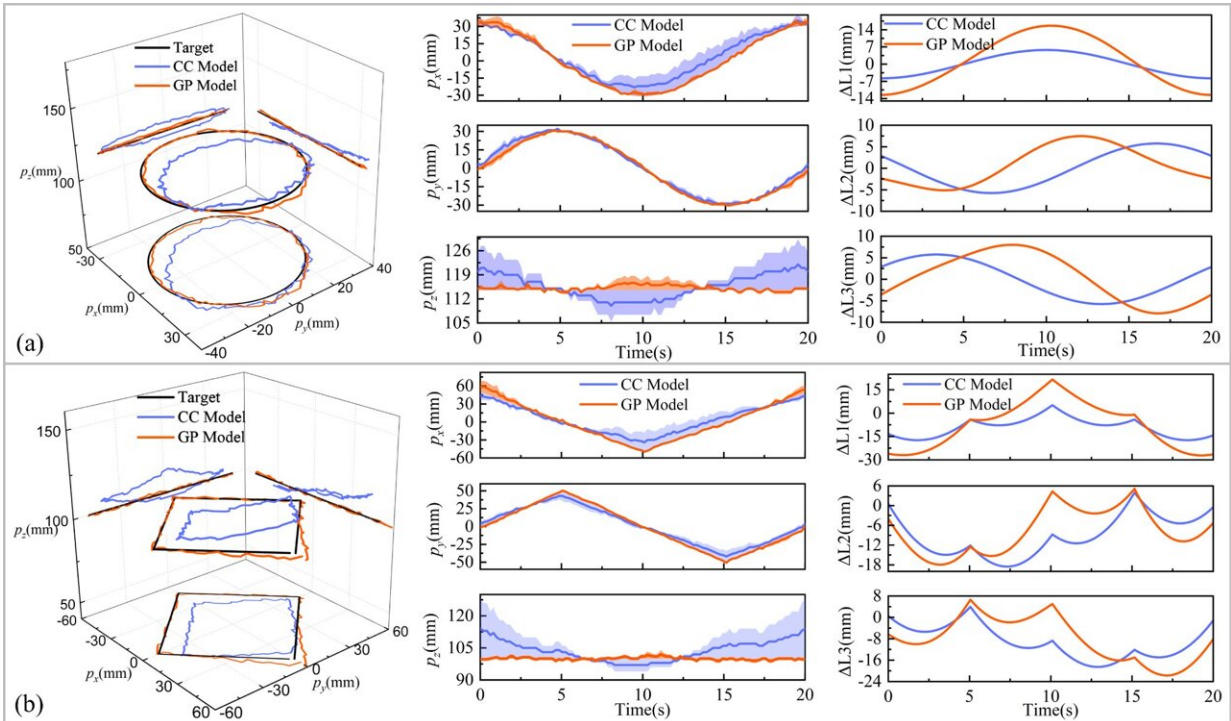 Target
CC Model
GP Model
150
100
50
p_z(mm)
-30
0
30
p_x(mm)
-40
-20
0
20
40
p_y(mm)
(a)
CC Model
GP Model
30
15
0
-15
-30
p_x(mm)
30
15
0
-15
-30
p_y(mm)
126
119
112
105
p_z(mm)
0 5 10 15 20
Time(s)
CC Model
GP Model
14
7
0
-7
-14
ΔL1(mm)
10
5
0
-5
-10
ΔL2(mm)
10
5
0
-5
-10
ΔL3(mm)
0 5 10 15 20
Time(s)
Target
CC Model
GP Model
150
100
50
p_z(mm)
-60
-30
0
30
60
p_x(mm)
-60
-30
0
30
60
p_y(mm)
(b)
CC Model
GP Model
60
30
0
-30
-60
p_x(mm)
50
25
0
-25
-50
p_y(mm)
120
110
100
90
p_z(mm)
0 5 10 15 20
Time(s)
CC Model
GP Model
15
0
-15
-30
ΔL1(mm)
6
0
-6
-12
-18
ΔL2(mm)
8
0
-8
-16
-24
ΔL3(mm)
0 5 10 15 20
Time(s)